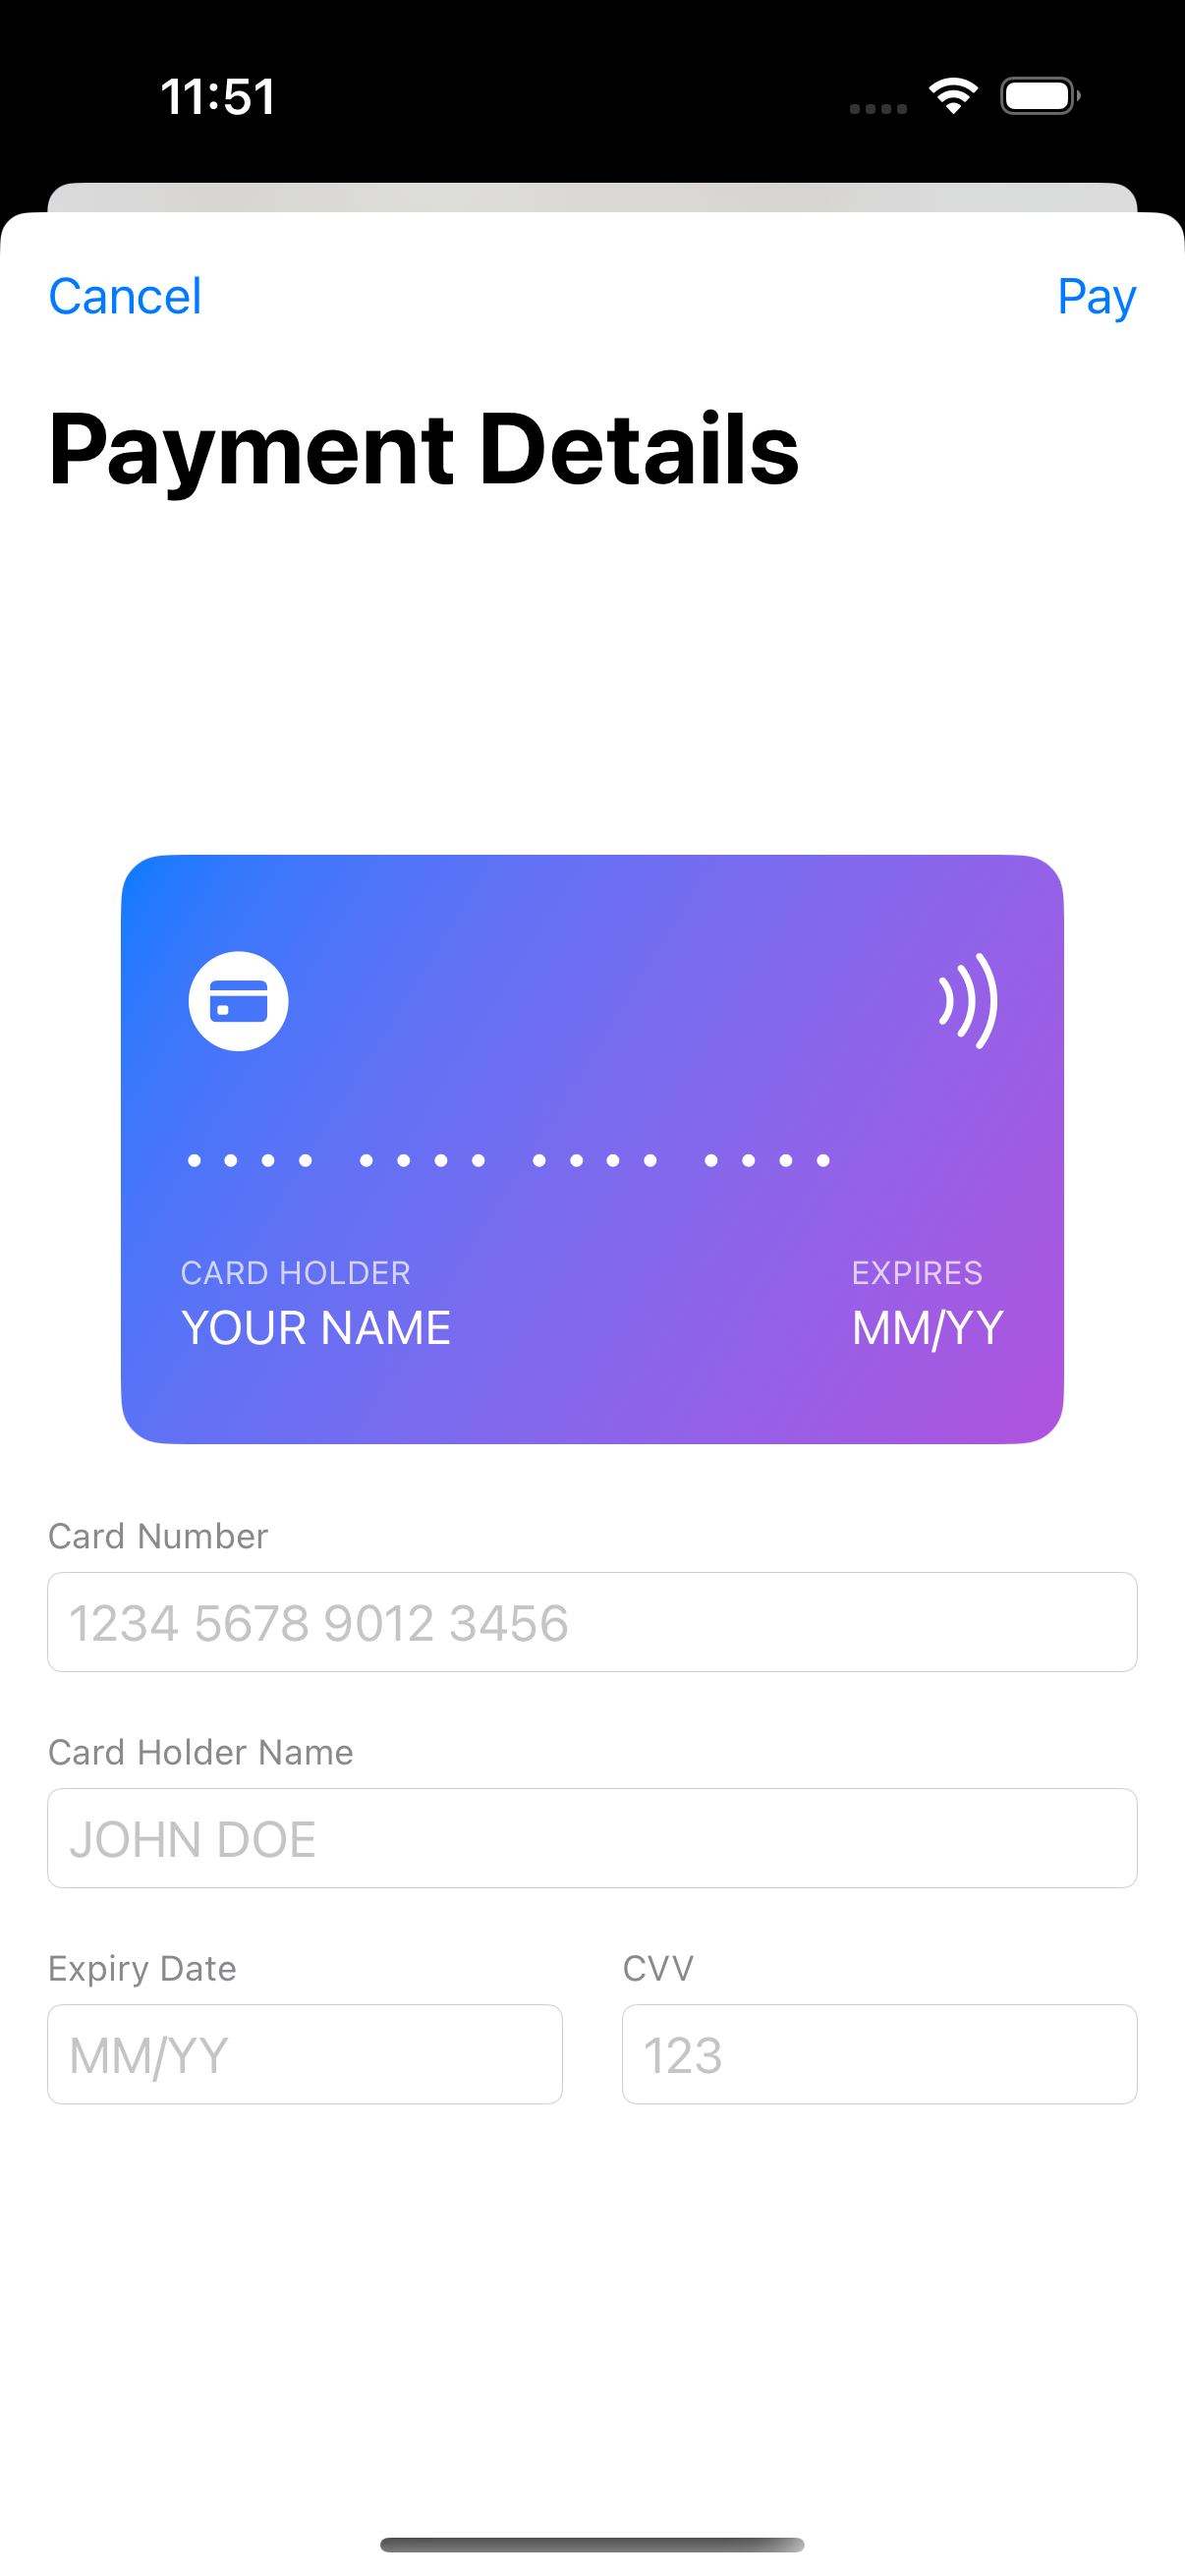 11:51
Cancel Pay
Payment Details
•••• •••• •••• ••••
CARD HOLDER EXPIRES
YOUR NAME MM/YY
Card Number
1234 5678 9012 3456
Card Holder Name
JOHN DOE
Expiry Date CVV
MM/YY 123